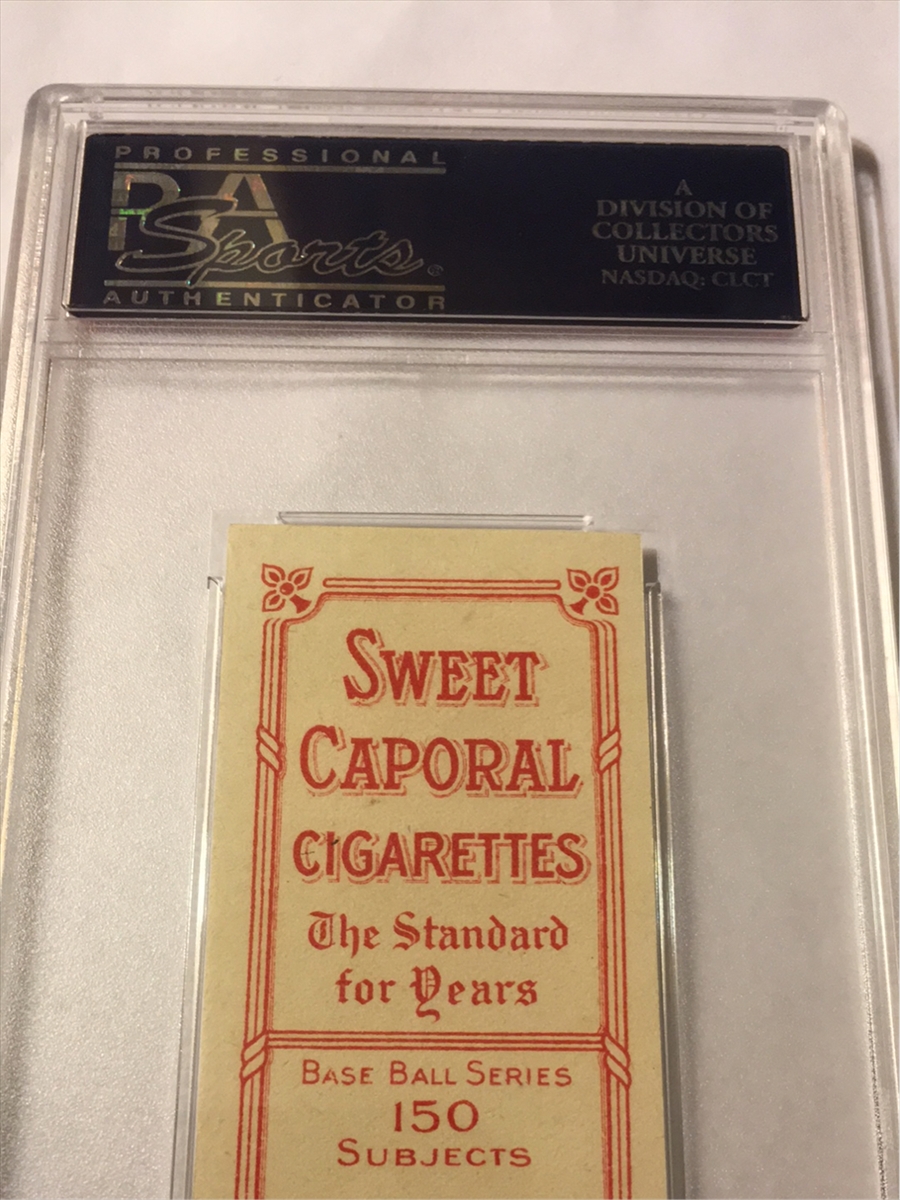 PROFESSIONAL
PSA
Sports®
AUTHENTICATOR
A
DIVISION OF
COLLECTORS
UNIVERSE
NASDAQ: CLCT
SWEET
CAPORAL
CIGARETTES
The Standard
for Years
BASE BALL SERIES
150
SUBJECTS